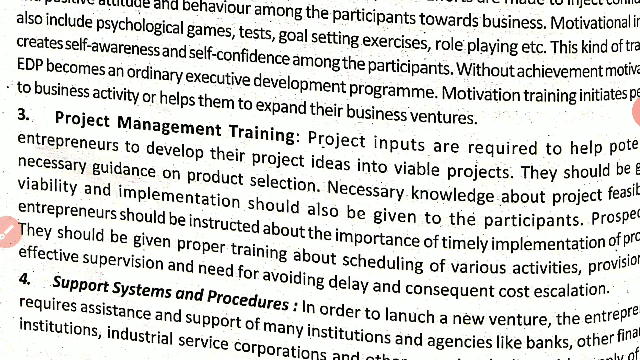 attitude and behaviour among the participants towards business. Motivational
also include psychological games, tests, goal setting exercises, role playing etc. This kind of
creates self-awareness and self-confidence among the participants. Without achievement
EDP becomes an ordinary executive development programme. Motivation training initiates
to business activity or helps them to expand their business ventures.
3. Project Management Training: Project inputs are required to help
entrepreneurs to develop their project ideas into viable projects. They should be
necessary guidance on product selection. Necessary knowledge about project
viability and implementation should also be given to the participants.
entrepreneurs should be instructed about the importance of timely implementation of
They should be given proper training about scheduling of various activities,
effective supervision and need for avoiding delay and consequent cost escalation.
4. Support Systems and Procedures : In order to lanuch a new venture, the
requires assistance and support of many institutions and agencies like banks, other
institutions, industrial service corporations and